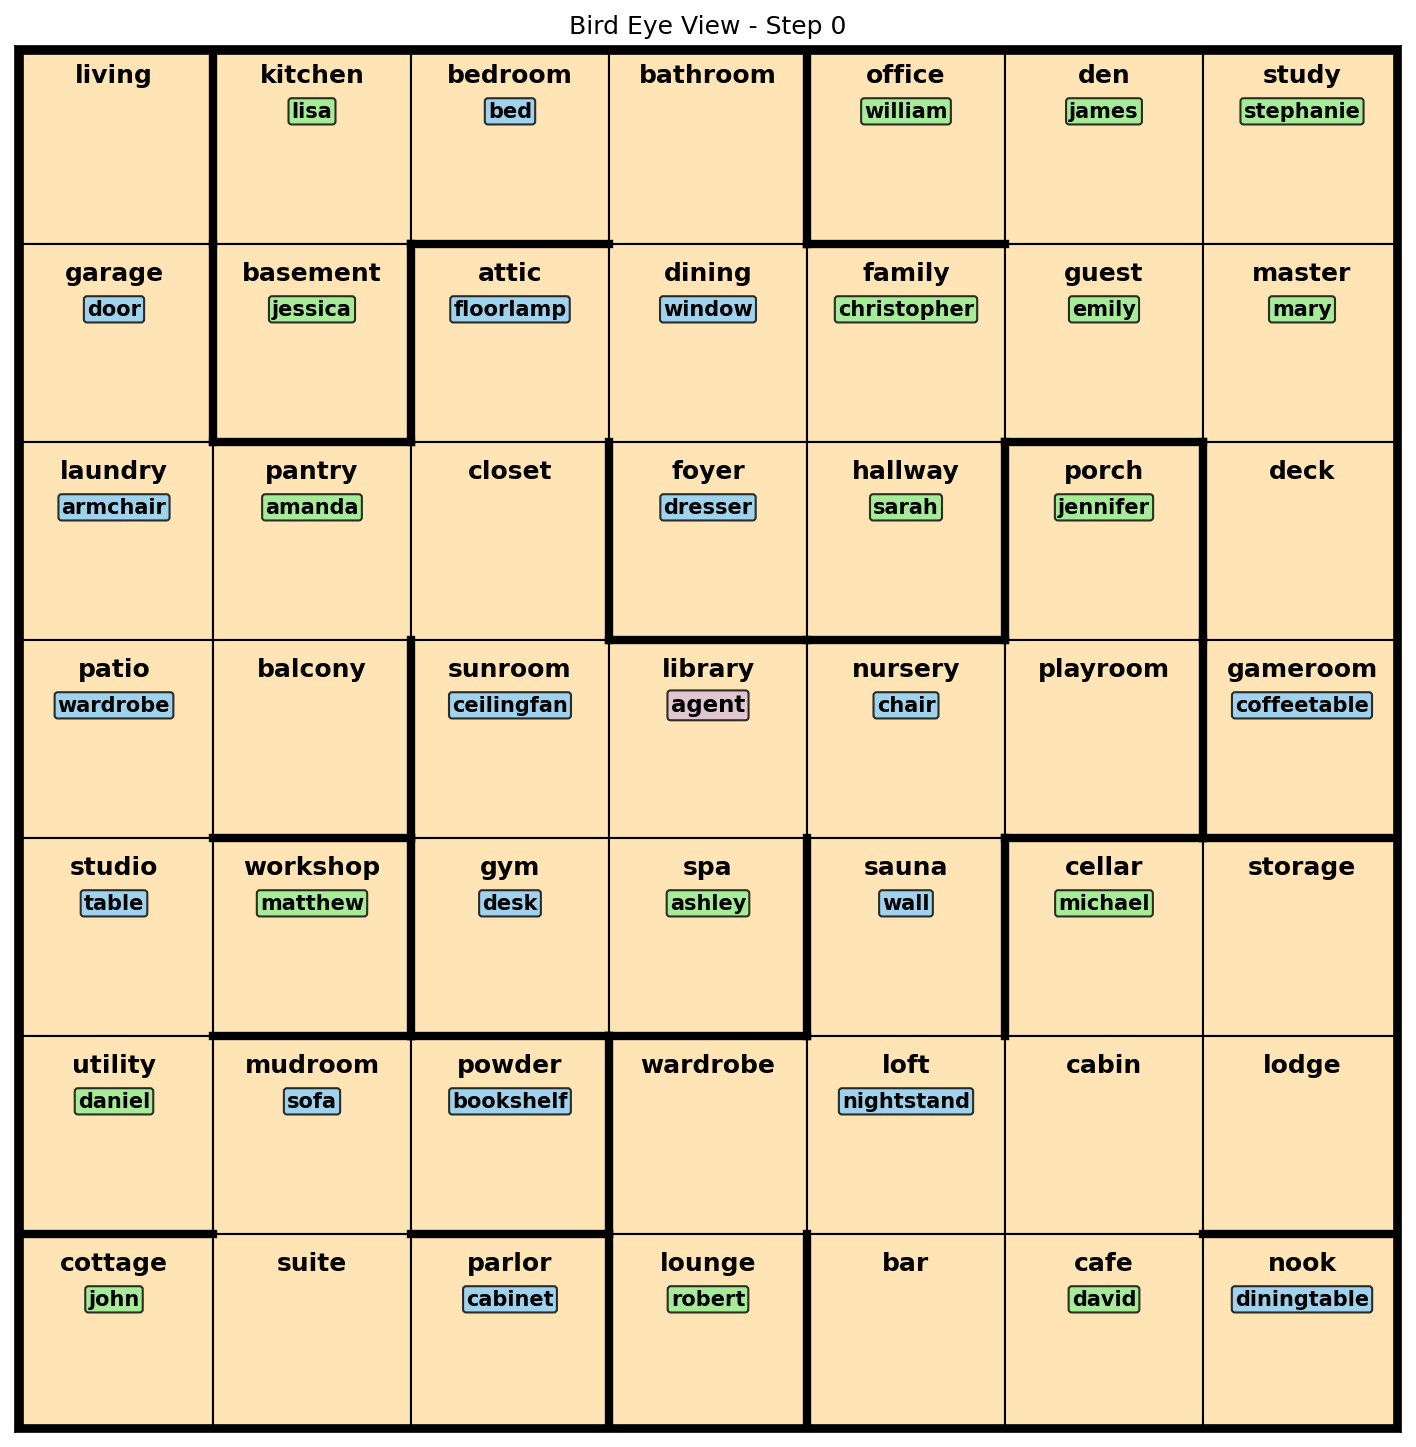 Bird Eye View - Step 0
living kitchen bedroom bathroom office den study
lisa bed william james stephanie
garage basement attic dining family guest master
door jessica floorlamp window christopher emily mary
laundry pantry closet foyer hallway porch deck
armchair amanda dresser sarah jennifer
patio balcony sunroom library nursery playroom gameroom
wardrobe ceilingfan agent chair coffeetable
studio workshop gym spa sauna cellar storage
table matthew desk ashley wall michael
utility mudroom powder wardrobe loft cabin lodge
daniel sofa bookshelf nightstand
cottage suite parlor lounge bar cafe nook
john cabinet robert david diningtable